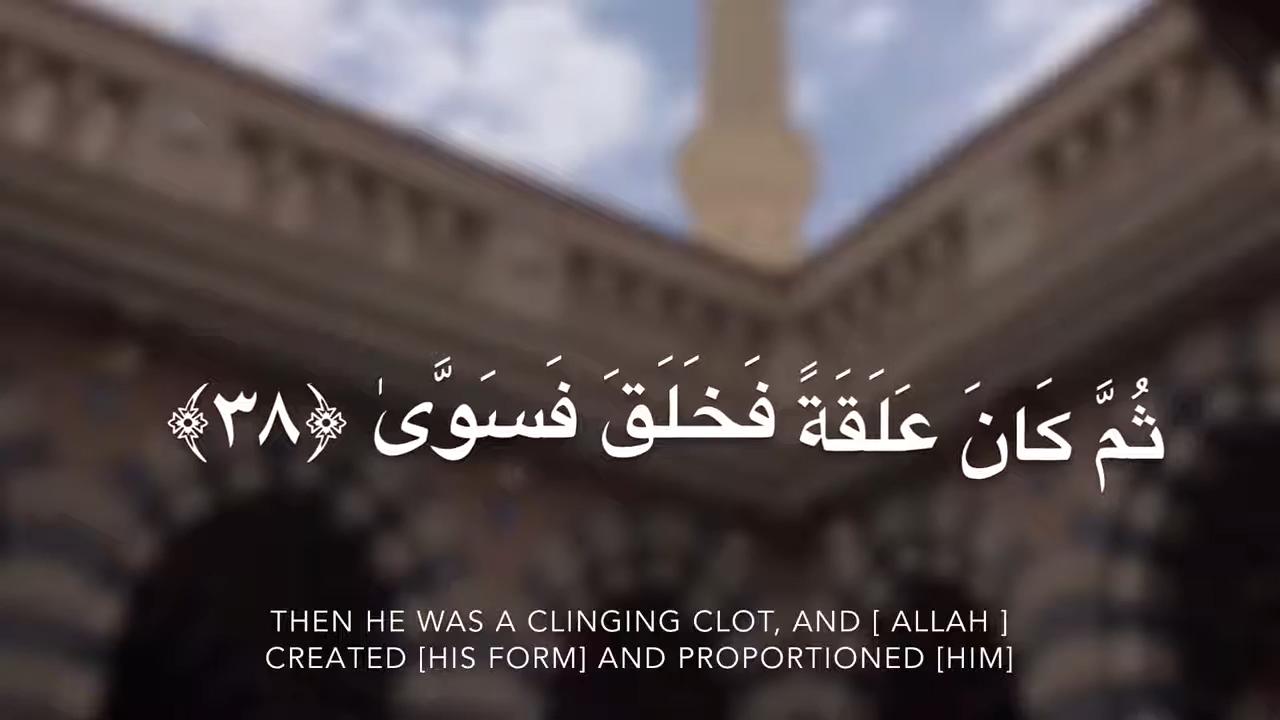 ثُمَّ كَانَ عَلَقَةً فَخَلَقَ فَسَوَّىٰ ﴿٣٨﴾
THEN HE WAS A CLINGING CLOT, AND [ ALLAH ]
CREATED [HIS FORM] AND PROPORTIONED [HIM]